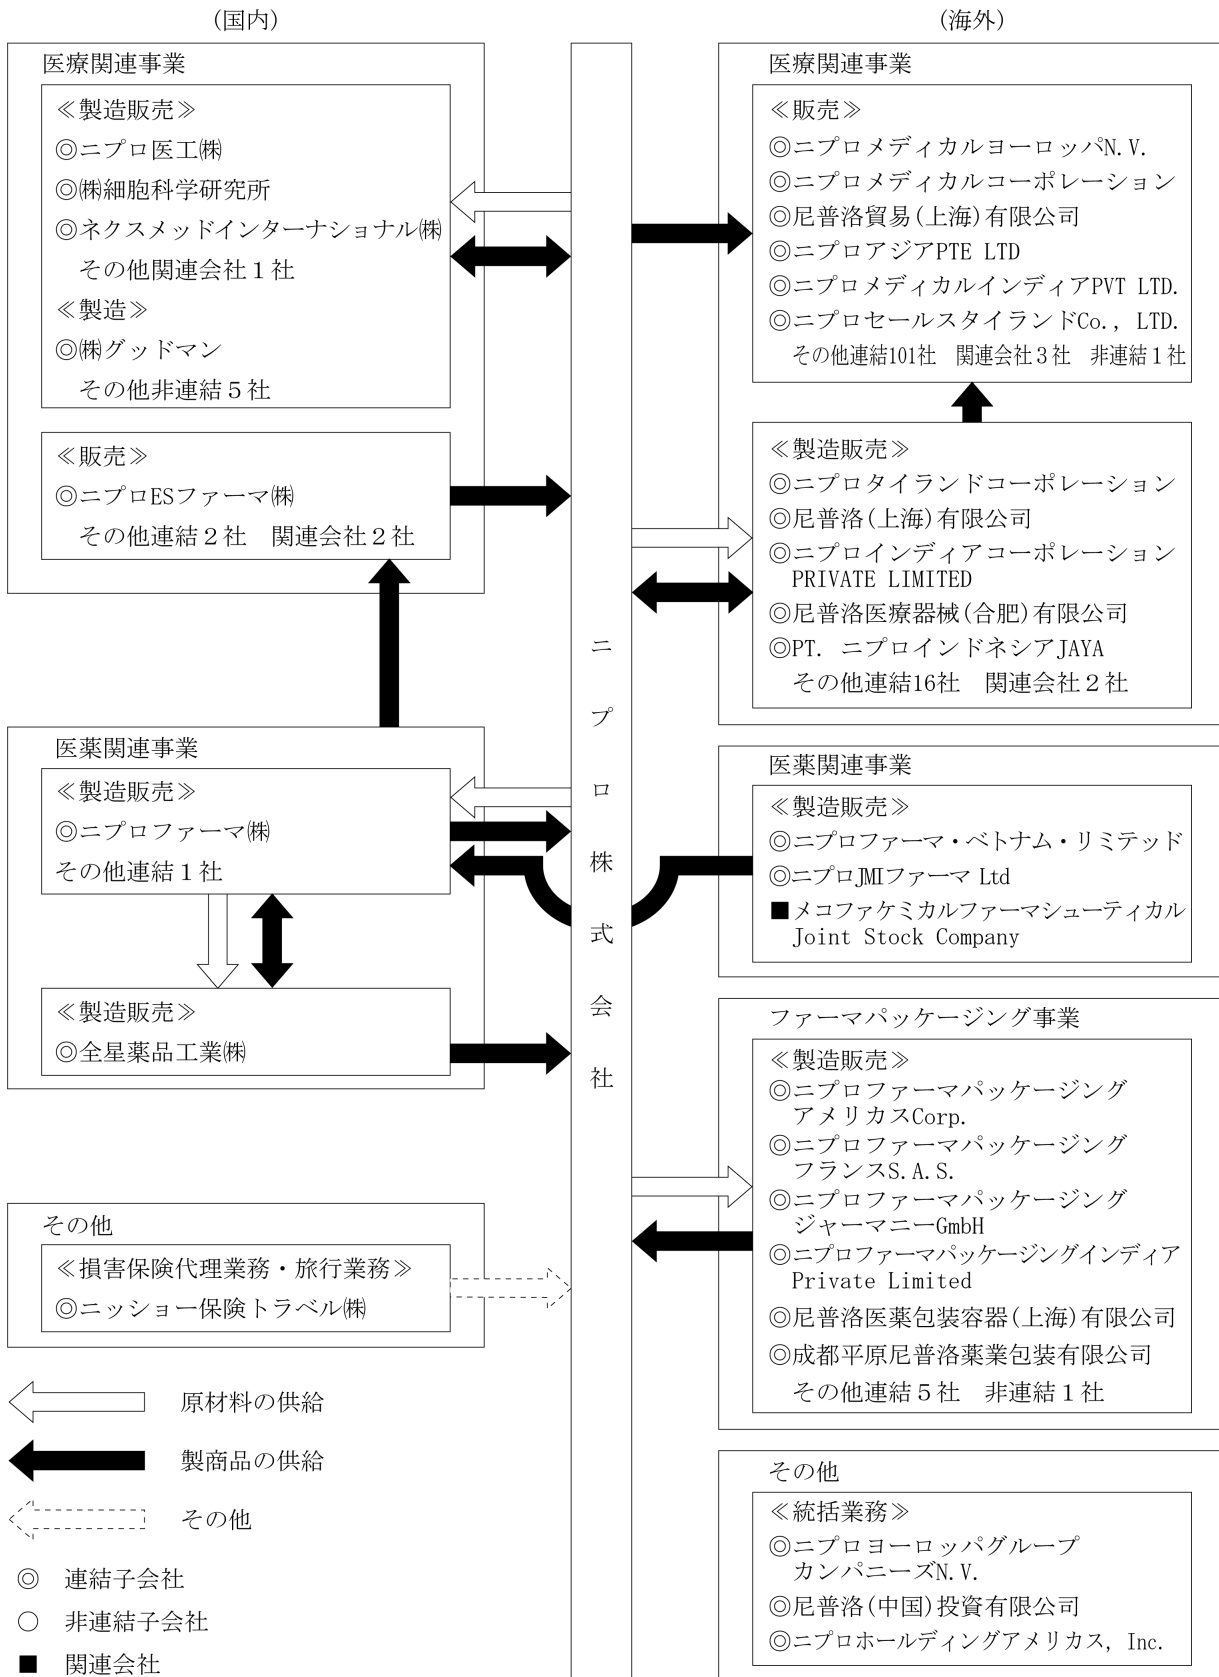 (国内)
医療関連事業
≪製造販売≫
◎ニプロ医工㈱
◎㈱細胞科学研究所
◎ネクスメッドインターナショナル㈱
その他関連会社１社
≪製造≫
◎㈱グッドマン
その他非連結５社
≪販売≫
◎ニプロESファーマ㈱
その他連結２社　関連会社２社
医薬関連事業
≪製造販売≫
◎ニプロファーマ㈱
その他連結１社
≪製造販売≫
◎全星薬品工業㈱
その他
≪損害保険代理業務・旅行業務≫
◎ニッショー保険トラベル㈱
原材料の供給
製商品の供給
その他
◎　連結子会社
○　非連結子会社
■　関連会社
ニプロ株式会社
(海外)
医療関連事業
≪販売≫
◎ニプロメディカルヨーロッパN.V.
◎ニプロメディカルコーポレーション
◎尼普洛貿易(上海)有限公司
◎ニプロアジアPTE LTD
◎ニプロメディカルインディアPVT LTD.
◎ニプロセールスタイランドCo., LTD.
その他連結101社　関連会社３社　非連結１社
≪製造販売≫
◎ニプロタイランドコーポレーション
◎尼普洛(上海)有限公司
◎ニプロインディアコーポレーション
PRIVATE LIMITED
◎尼普洛医療器械(合肥)有限公司
◎PT. ニプロインドネシアJAYA
その他連結16社　関連会社２社
医薬関連事業
≪製造販売≫
◎ニプロファーマ・ベトナム・リミテッド
◎ニプロJMIファーマ Ltd
■メコファケミカルファーマシューティカル
Joint Stock Company
ファーマパッケージング事業
≪製造販売≫
◎ニプロファーマパッケージング
アメリカスCorp.
◎ニプロファーマパッケージング
フランスS.A.S.
◎ニプロファーマパッケージング
ジャーマニーGmbH
◎ニプロファーマパッケージングインディア
Private Limited
◎尼普洛医薬包装容器(上海)有限公司
◎成都平原尼普洛薬業包装有限公司
その他連結５社　非連結１社
その他
≪統括業務≫
◎ニプロヨーロッパグループ
カンパニーズN.V.
◎尼普洛(中国)投資有限公司
◎ニプロホールディングアメリカス, Inc.